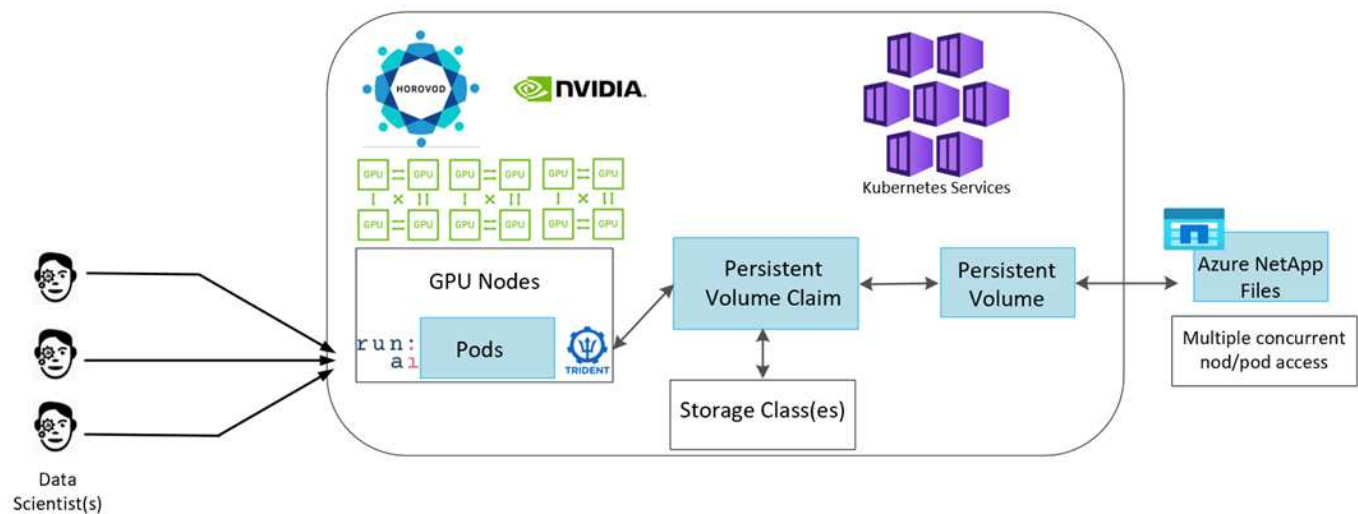 HOROVOD
NVIDIA.
Kubernetes Services
GPU GPU GPU GPU GPU GPU
GPU GPU GPU GPU GPU GPU
GPU Nodes
run:
ai
Pods
TRIDENT
Persistent
Volume Claim
Storage Class(es)
Persistent
Volume
Azure NetApp
Files
Multiple concurrent
nod/pod access
Data
Scientist(s)